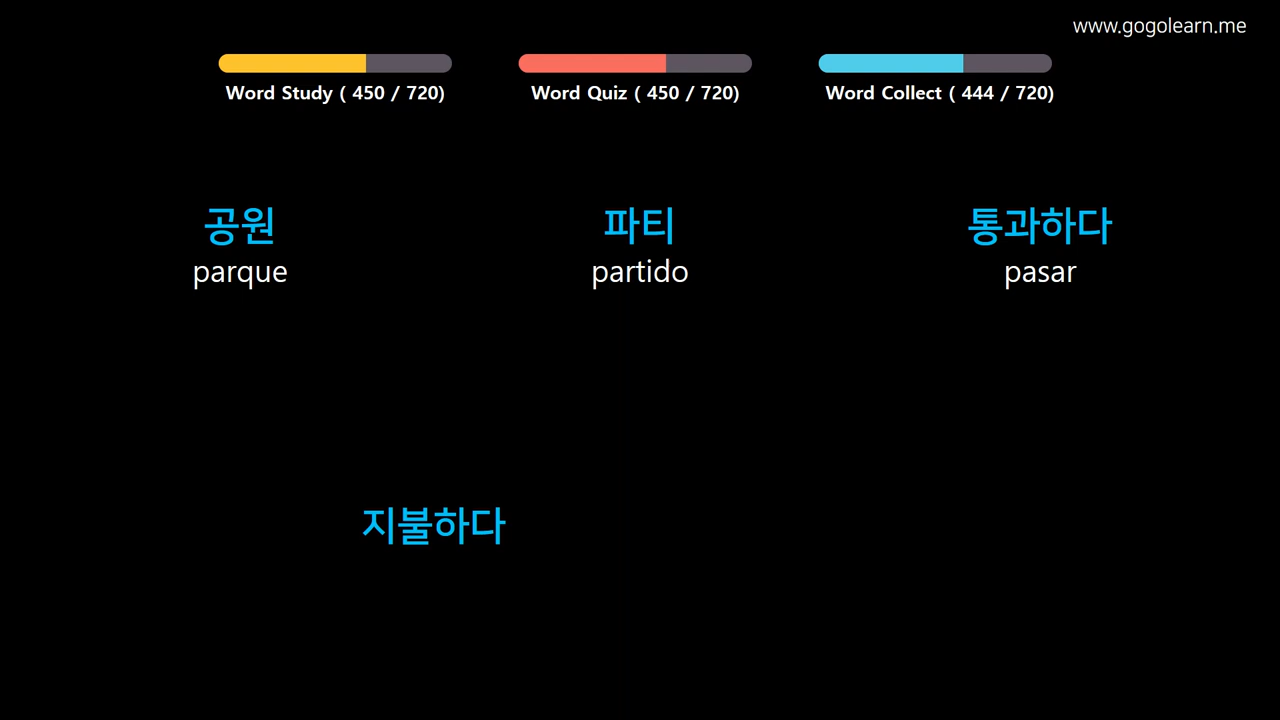 www.gogolearn.me
Word Study ( 450 / 720)
Word Quiz ( 450 / 720)
Word Collect ( 444 / 720)
공원
parque
파티
partido
통과하다
pasar
지불하다